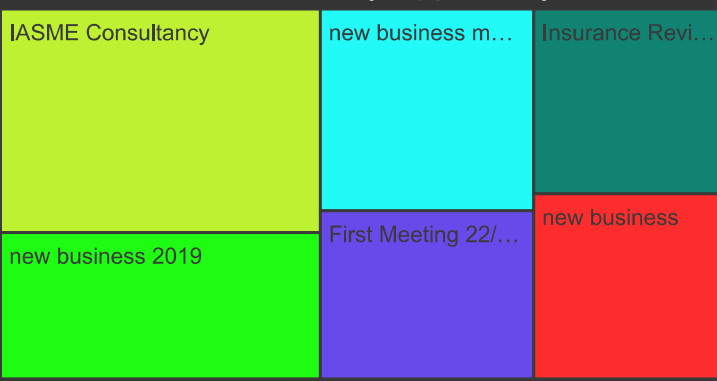 IASME Consultancy
new business m...
Insurance Revi...
new business 2019
First Meeting 22/...
new business